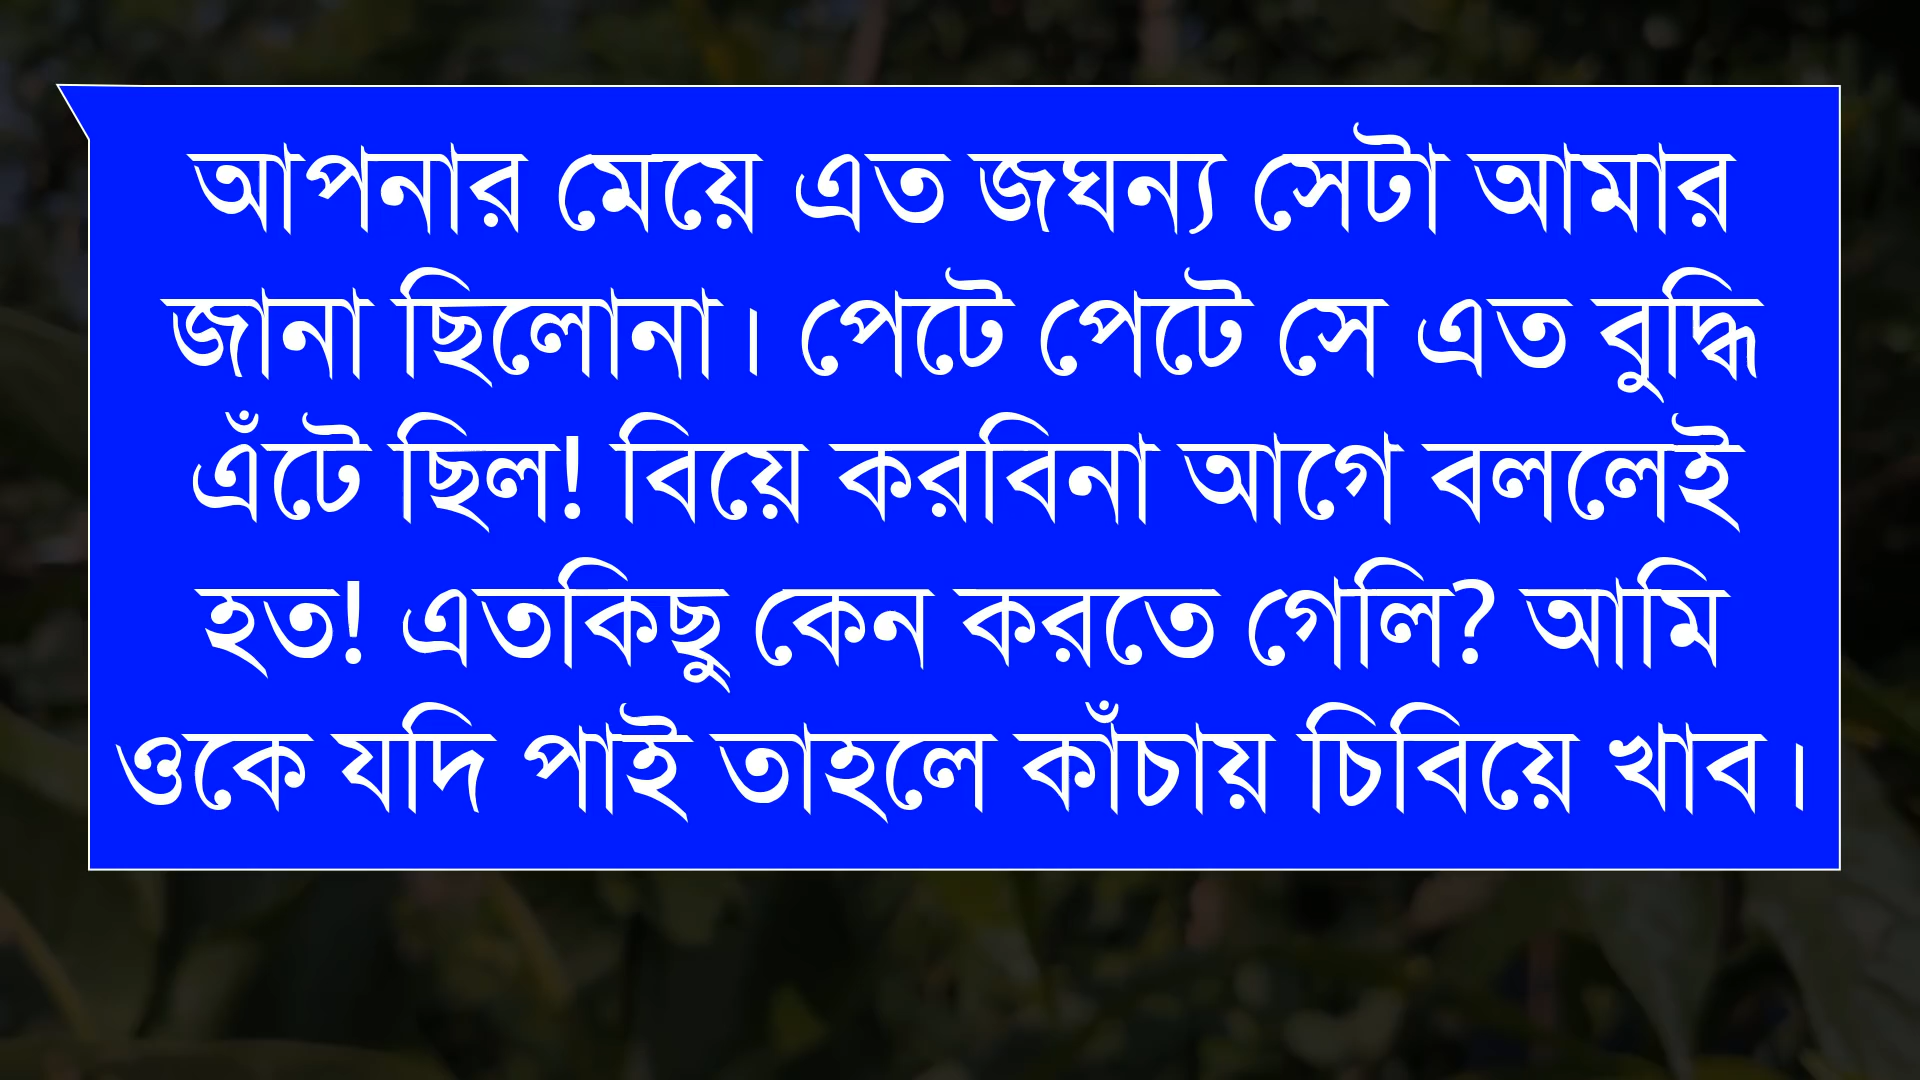 আপনার মেয়ে এত জঘন্য সেটা আমার
জানা ছিলোনা। পেটে পেটে সে এত বুদ্ধি
এঁটে ছিল! বিয়ে করবিনা আগে বললেই
হত! এতকিছু কেন করতে গেলি? আমি
ওকে যদি পাই তাহলে কাঁচায় চিবিয়ে খাব।